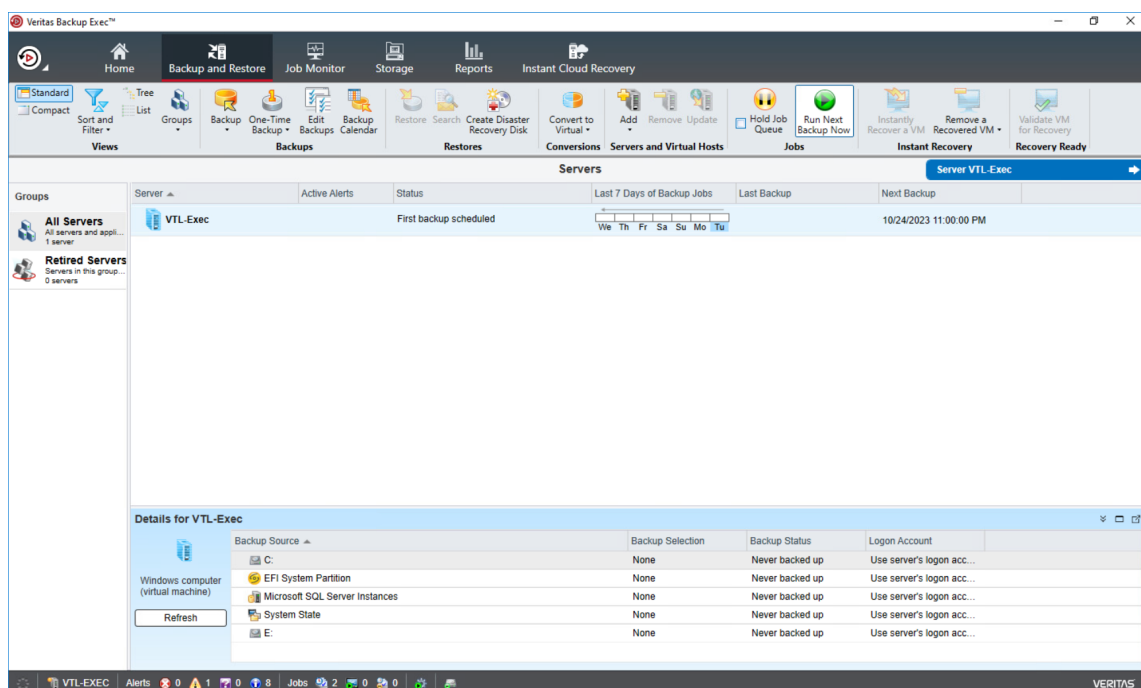 Veritas Backup Exec™
Home
Backup and Restore
Job Monitor
Storage
Reports
Instant Cloud Recovery
Standard
Compact
Sort and
Filter
Tree
List
Views
Groups
Backup
One-Time
Backup
Edit
Backups
Backup
Calendar
Backups
Restore
Search
Create Disaster
Recovery Disk
Restores
Convert to
Virtual
Conversions
Add
Remove
Update
Servers and Virtual Hosts
Hold Job
Queue
Run Next
Backup Now
Jobs
Instantly
Recover a VM
Remove a
Recovered VM
Instant Recovery
Validate VM
for Recovery
Recovery Ready
Servers
Server VTL-Exec
Groups
All Servers
All servers and appli...
1 server
Retired Servers
Servers in this group...
0 servers
Server Active Alerts Status Last 7 Days of Backup Jobs Last Backup Next Backup
VTL-Exec First backup scheduled 10/24/2023 11:00:00 PM
We Th Fr Sa Su Mo Tu
Details for VTL-Exec
Windows computer
(virtual machine)
Refresh
Backup Source Backup Selection Backup Status Logon Account
C: None Never backed up Use server's logon acc...
EFI System Partition None Never backed up Use server's logon acc...
Microsoft SQL Server Instances None Never backed up Use server's logon acc...
System State None Never backed up Use server's logon acc...
E: None Never backed up Use server's logon acc...
VTL-EXEC Alerts 0 1 0 8 Jobs 2 0 0 VERITAS